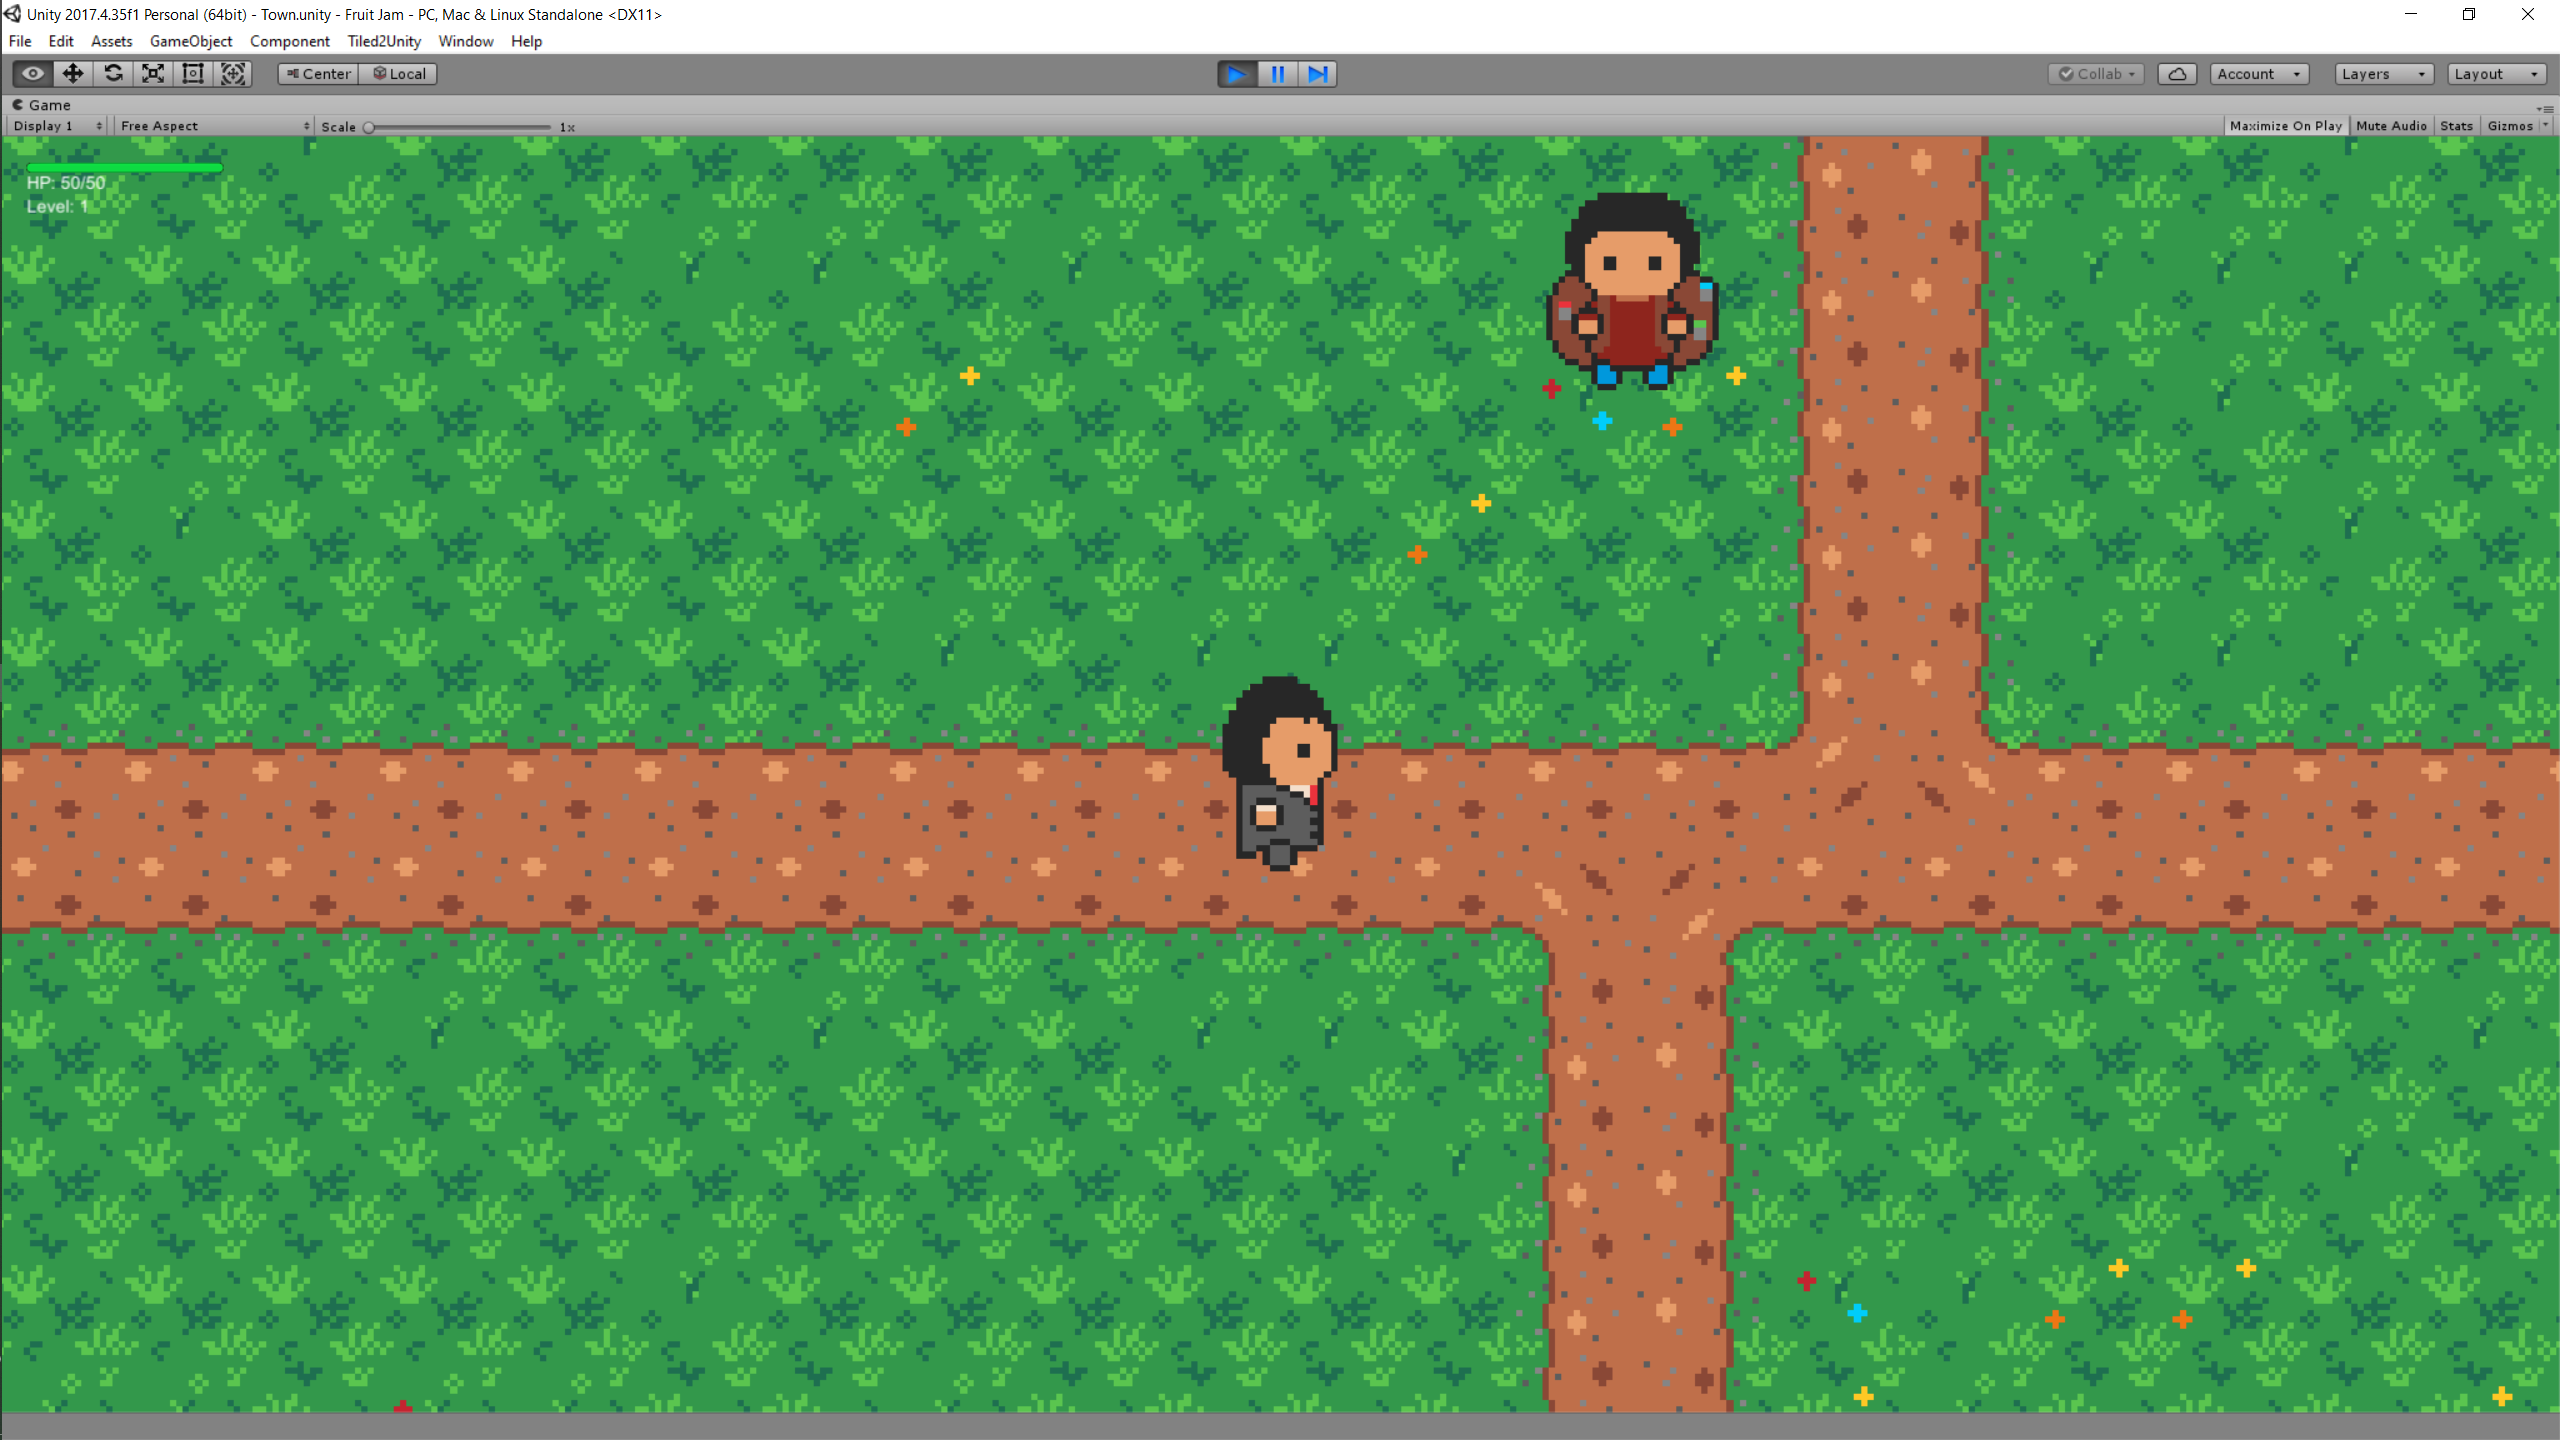 Unity 2017.4.35f1 Personal (64bit) - Town.unity - Fruit Jam - PC, Mac & Linux Standalone <DX11>
File Edit Assets GameObject Component Tiled2Unity Window Help
Center Local Collab Account Layers Layout
Game
Display 1 Free Aspect Scale 1x Maximize On Play Mute Audio Stats Gizmos
HP: 50/50
Level: 1